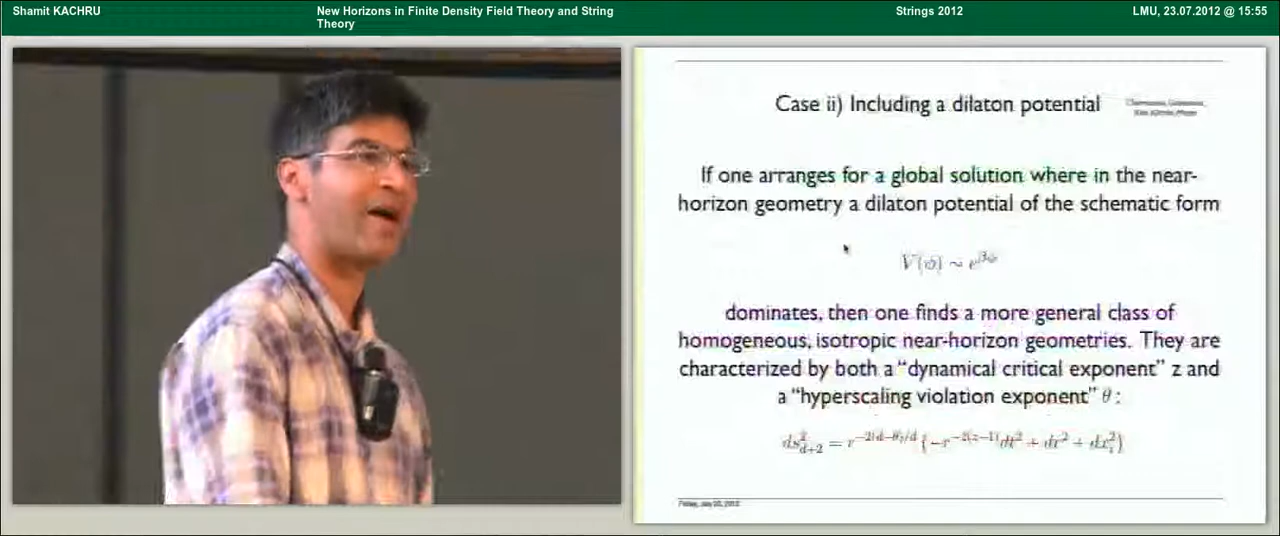 Shamit KACHRU
New Horizons in Finite Density Field Theory and String
Theory
Strings 2012
LMU, 23.07.2012 @ 15:55
Case ii) Including a dilaton potential
If one arranges for a global solution where in the near-
horizon geometry a dilaton potential of the schematic form
V(ϕ) ~ e^{βϕ}
dominates, then one finds a more general class of
homogeneous, isotropic near-horizon geometries. They are
characterized by both a “dynamical critical exponent” z and
a “hyperscaling violation exponent” θ :
ds²_{d+2} = r^{-2(d-θ)/d} {-r^{-2(z-1)}dt² + dr² + dx_i²}